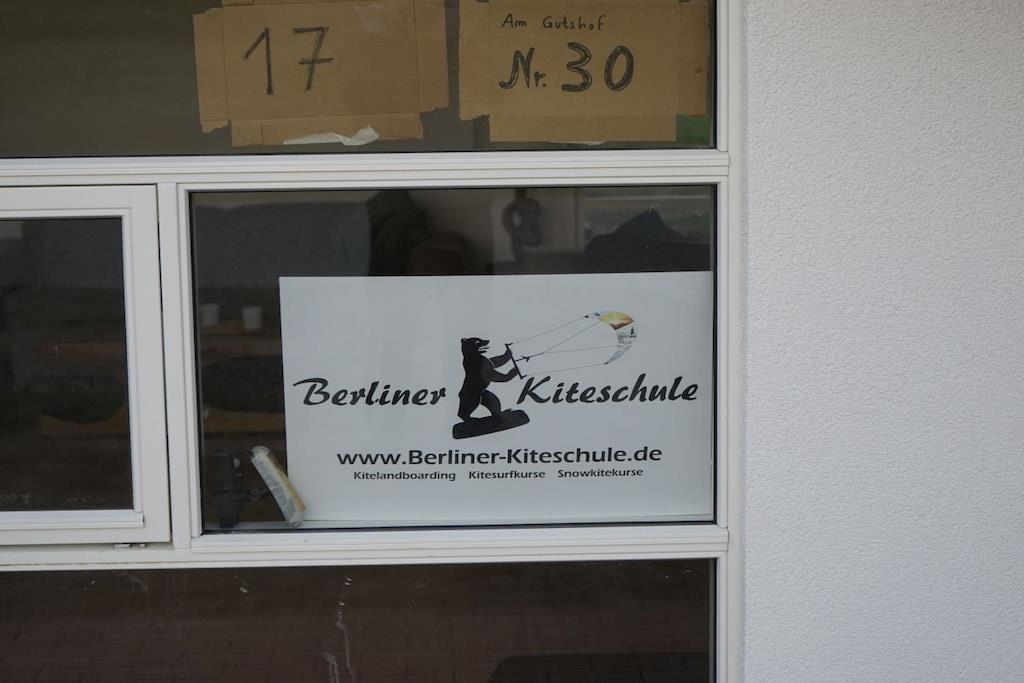 17
Am Gutshof
Nr. 30
Berliner Kiteschule
www.Berliner-Kiteschule.de
Kitelandboarding Kitesurfkurse Snowkitekurse